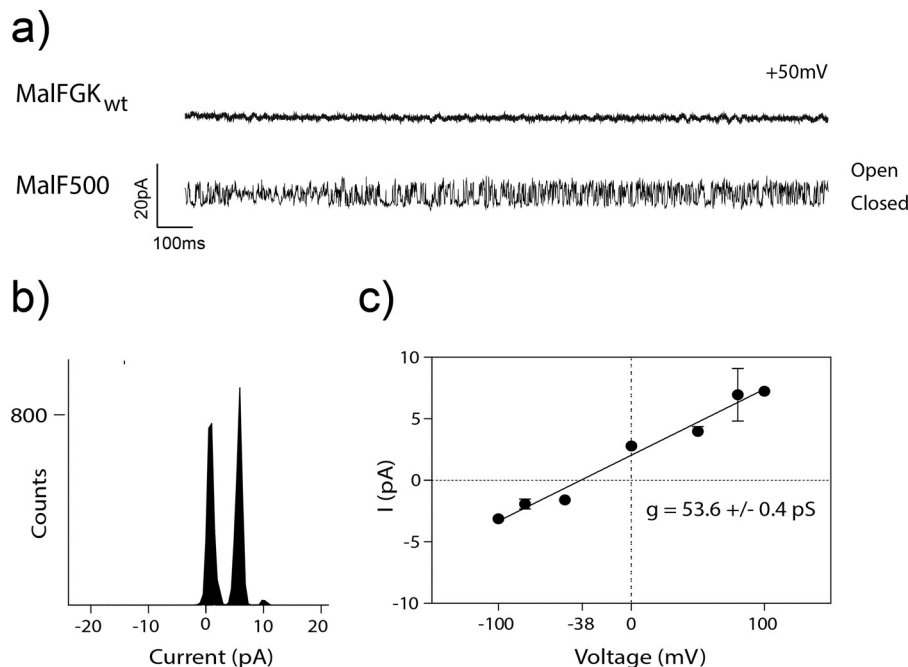 a)
+50mV
MalFGKwt
MalF500
20pA
100ms
Open
Closed
b)
800
Counts
-20 -10 0 10 20
Current (pA)
c)
10
5
0
-5
-10
I (pA)
g = 53.6 +/- 0.4 pS
-100 -38 0 100
Voltage (mV)